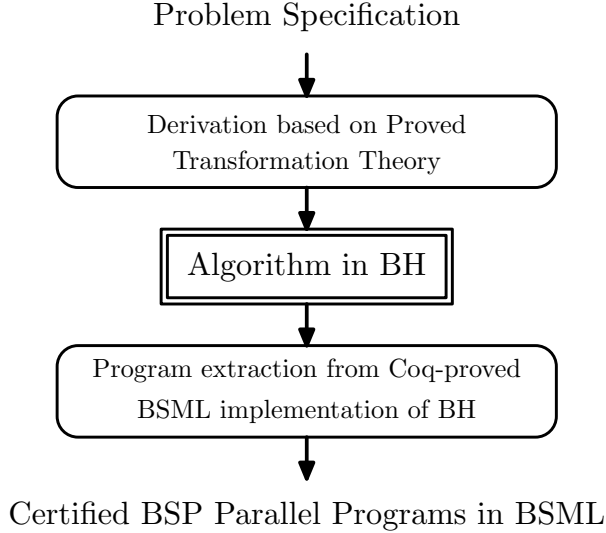 Problem Specification
Derivation based on Proved
Transformation Theory
Algorithm in BH
Program extraction from Coq-proved
BSML implementation of BH
Certified BSP Parallel Programs in BSML